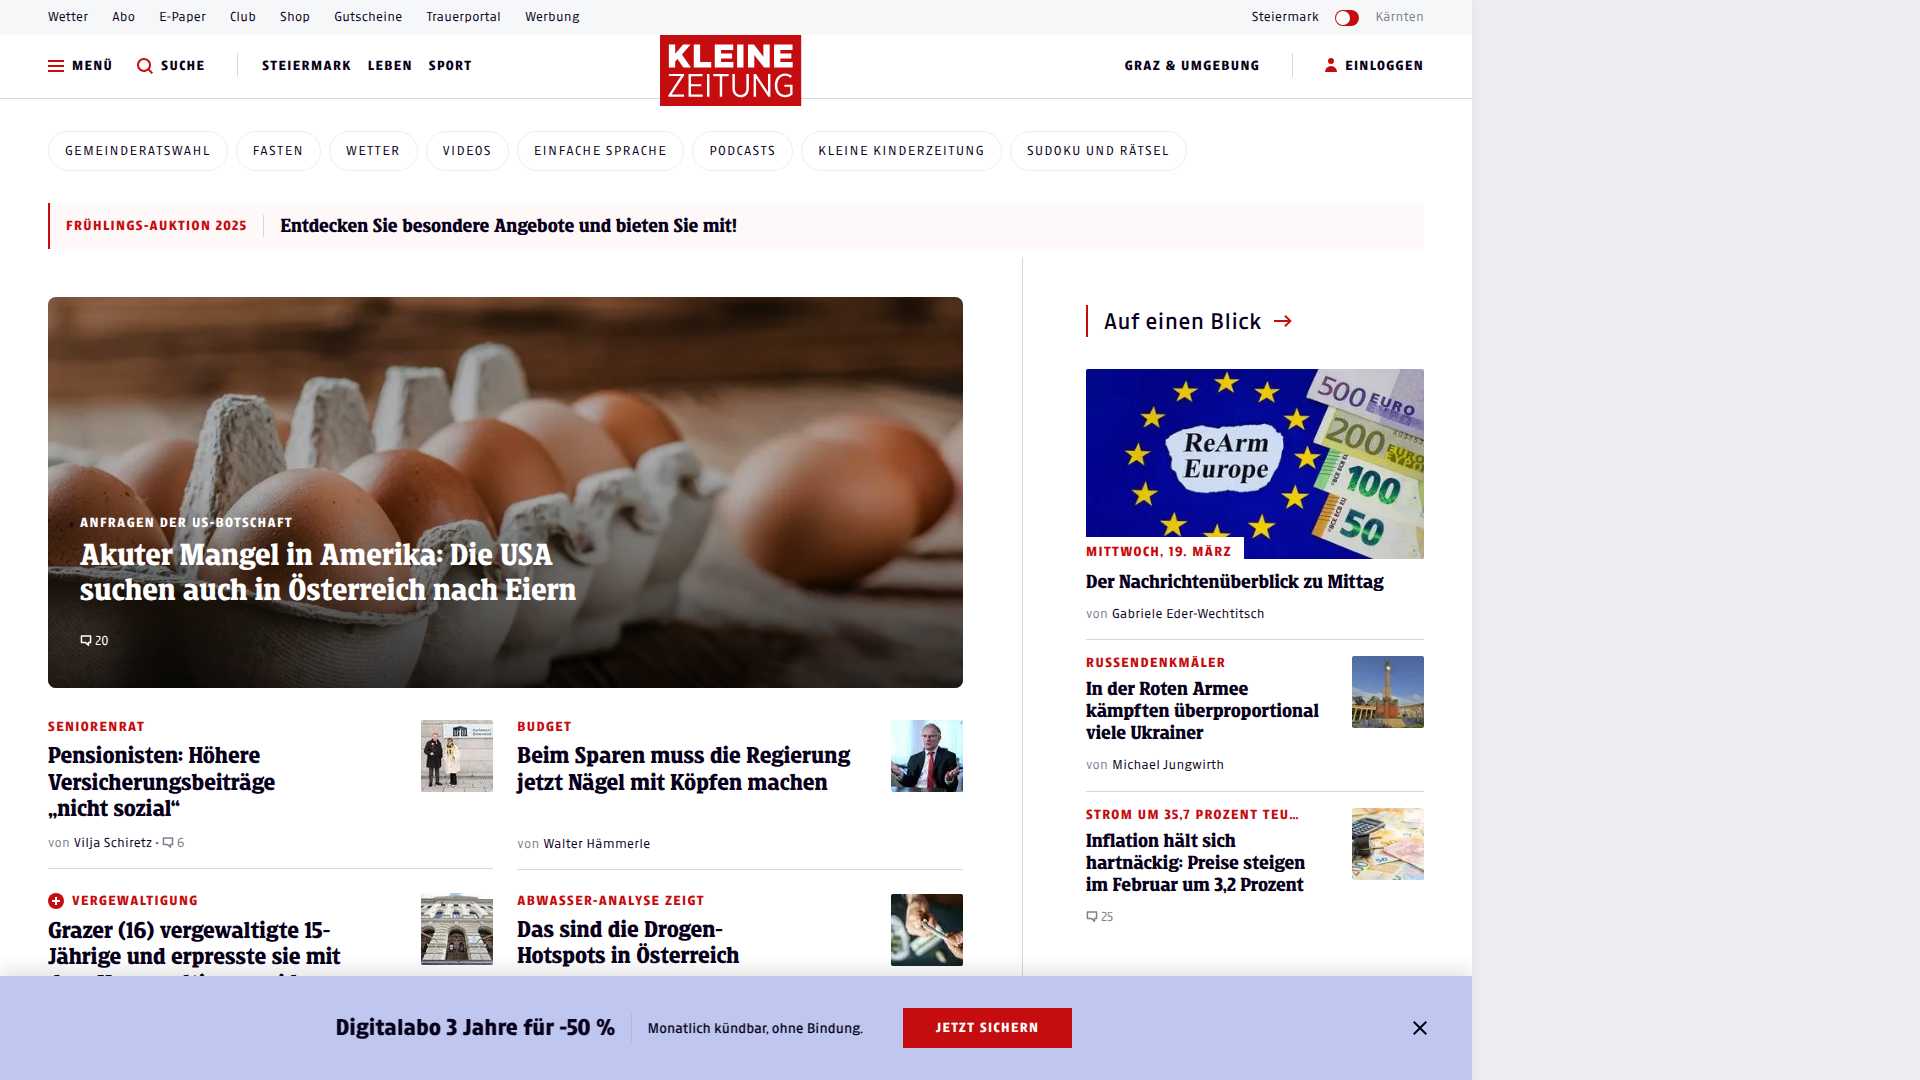 Wetter Abo E-Paper Club Shop Gutscheine Trauerportal Werbung Steiermark Kärnten
MENÜ SUCHE STEIERMARK LEBEN SPORT KLEINE ZEITUNG GRAZ & UMGEBUNG EINLOGGEN
GEMEINDERATSWAHL FASTEN WETTER VIDEOS EINFACHE SPRACHE PODCASTS KLEINE KINDERZEITUNG SUDOKU UND RÄTSEL
FRÜHLINGS-AUKTION 2025 Entdecken Sie besondere Angebote und bieten Sie mit!
ANFRAGEN DER US-BOTSCHAFT
Akuter Mangel in Amerika: Die USA
suchen auch in Österreich nach Eiern
20
SENIORENRAT
Pensionisten: Höhere
Versicherungsbeiträge
„nicht sozial“
von Vilja Schiretz · 6
BUDGET
Beim Sparen muss die Regierung
jetzt Nägel mit Köpfen machen
von Walter Hämmerle
VERGEWALTIGUNG
Grazer (16) vergewaltigte 15-
Jährige und erpresste sie mit
ABWASSER-ANALYSE ZEIGT
Das sind die Drogen-
Hotspots in Österreich
Auf einen Blick
500 EURO
200 EURO
100
50
ReArm
Europe
MITTWOCH, 19. MÄRZ
Der Nachrichtenüberblick zu Mittag
von Gabriele Eder-Wechtitsch
RUSSENDENKMÄLER
In der Roten Armee
kämpften überproportional
viele Ukrainer
von Michael Jungwirth
STROM UM 35,7 PROZENT TEU...
Inflation hält sich
hartnäckig: Preise steigen
im Februar um 3,2 Prozent
25
Digitalabo 3 Jahre für -50 % Monatlich kündbar, ohne Bindung. JETZT SICHERN